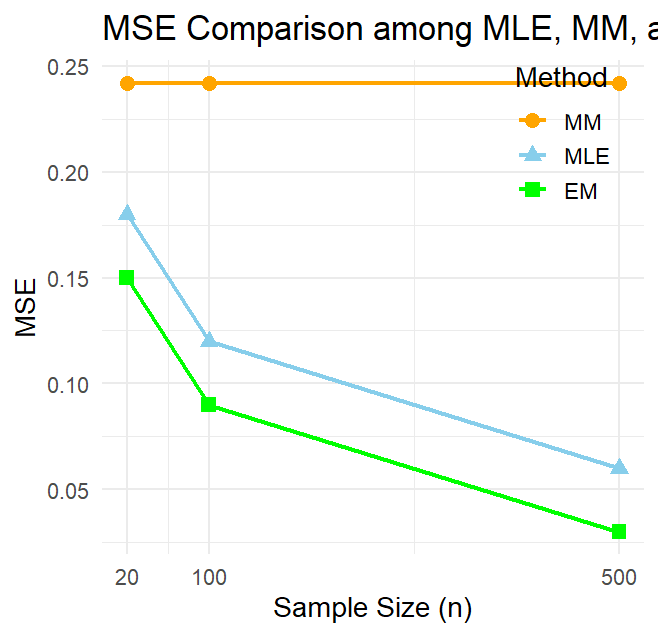 MSE Comparison among MLE, MM, a
Method
MM
MLE
EM
MSE
0.25
0.20
0.15
0.10
0.05
20 100 500
Sample Size (n)